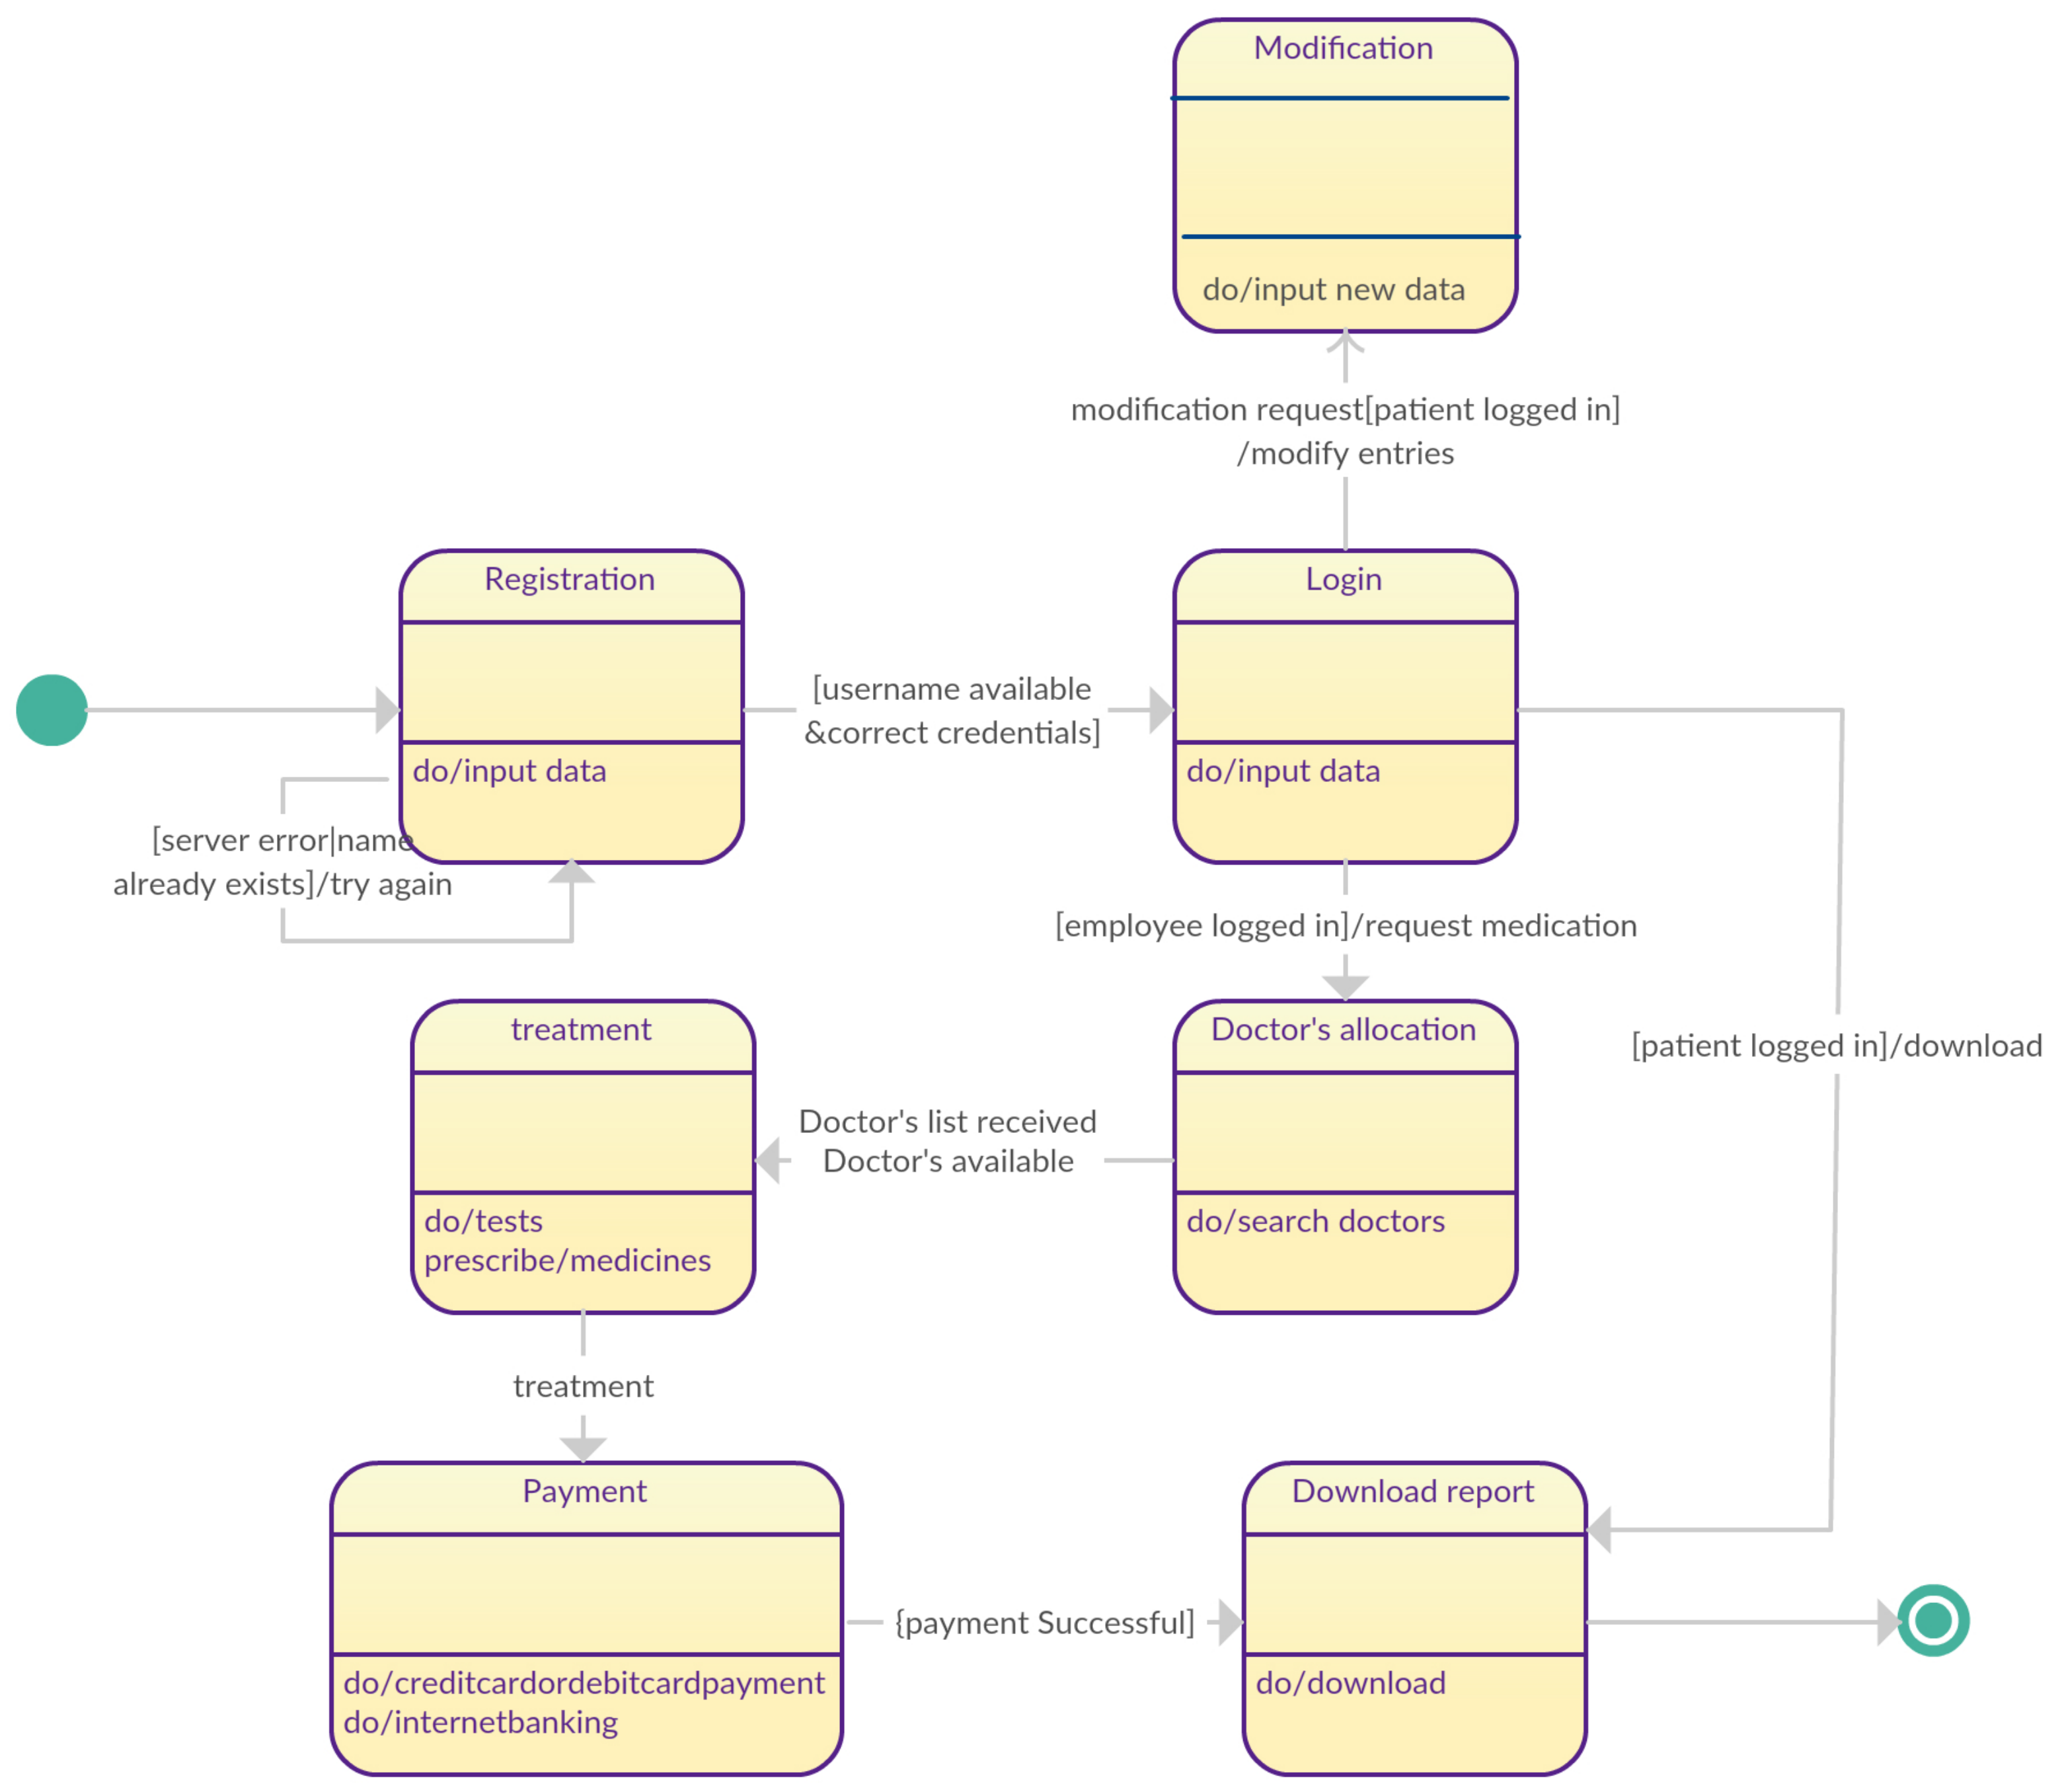 Modification
do/input new data
modification request[patient logged in]
/modify entries
Registration
do/input data
[username available
&correct credentials]
Login
do/input data
[server error|name
already exists]/try again
[employee logged in]/request medication
treatment
do/tests
prescribe/medicines
Doctor's list received
Doctor's available
Doctor's allocation
do/search doctors
[patient logged in]/download
treatment
Payment
do/creditcardordebitcardpayment
do/internetbanking
{payment Successful]
Download report
do/download